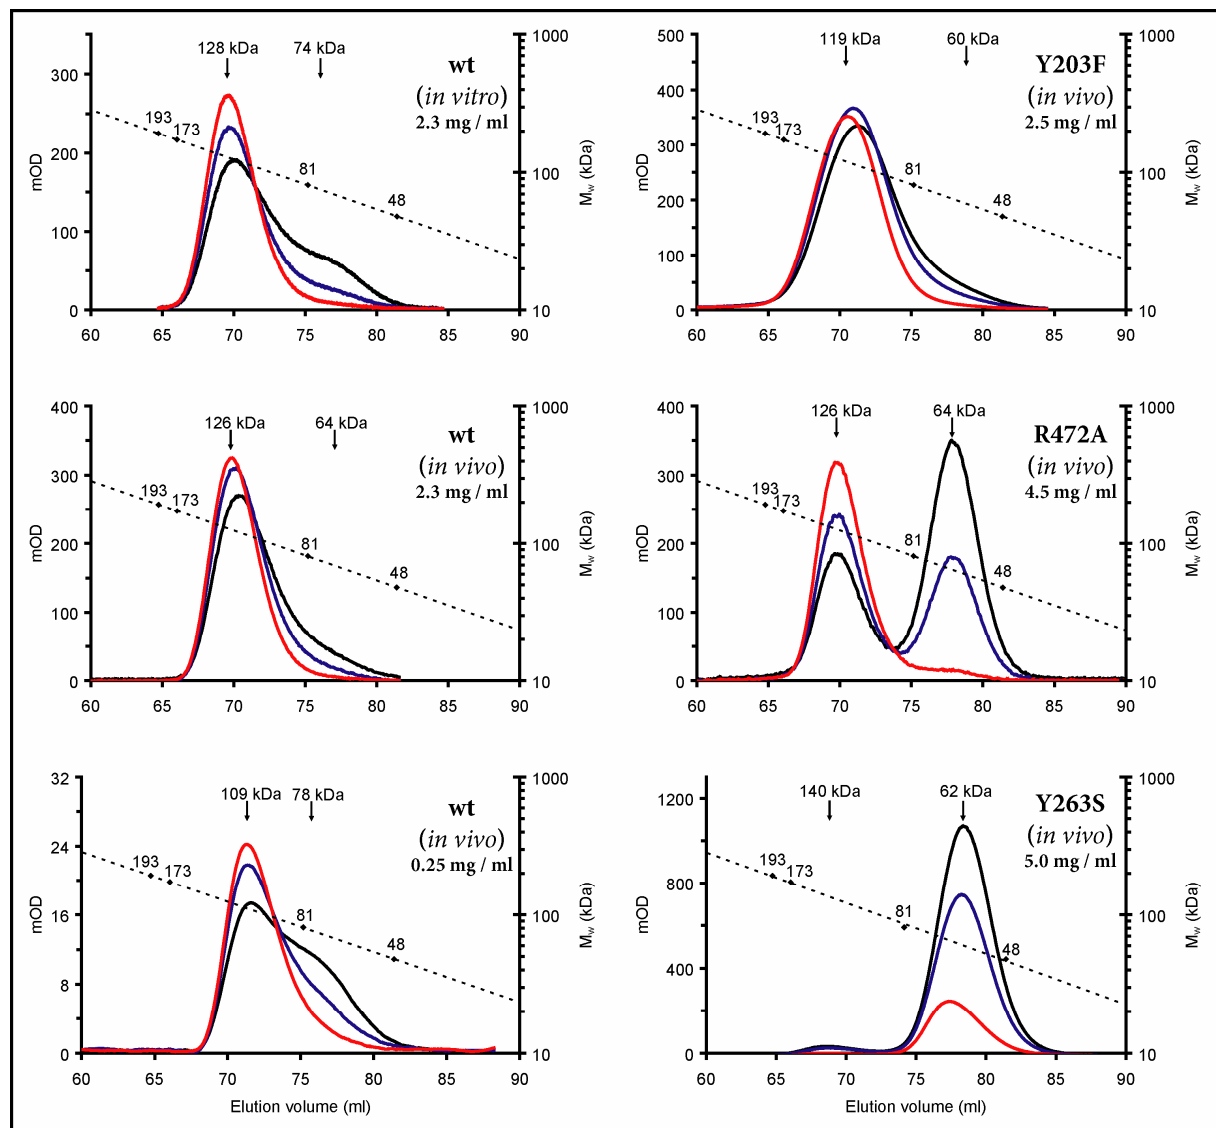 128 kDa 74 kDa
wt
(in vitro)
2.3 mg / ml
193
173
81
48
mOD
300
200
100
0
1000
100
10
Mw (kDa)
60 65 70 75 80 85 90
119 kDa 60 kDa
Y203F
(in vivo)
2.5 mg / ml
193
173
81
48
mOD
500
400
300
200
100
0
1000
100
10
Mw (kDa)
60 65 70 75 80 85 90
126 kDa 64 kDa
wt
(in vivo)
2.3 mg / ml
193
173
81
48
mOD
400
300
200
100
0
1000
100
10
Mw (kDa)
60 65 70 75 80 85 90
126 kDa 64 kDa
R472A
(in vivo)
4.5 mg / ml
193
173
81
48
mOD
400
300
200
100
0
1000
100
10
Mw (kDa)
60 65 70 75 80 85 90
109 kDa 78 kDa
wt
(in vivo)
0.25 mg / ml
193
173
81
48
mOD
32
24
16
8
0
1000
100
10
Mw (kDa)
60 65 70 75 80 85 90
Elution volume (ml)
140 kDa 62 kDa
Y263S
(in vivo)
5.0 mg / ml
193
173
81
48
mOD
1200
800
400
0
1000
100
10
Mw (kDa)
60 65 70 75 80 85 90
Elution volume (ml)